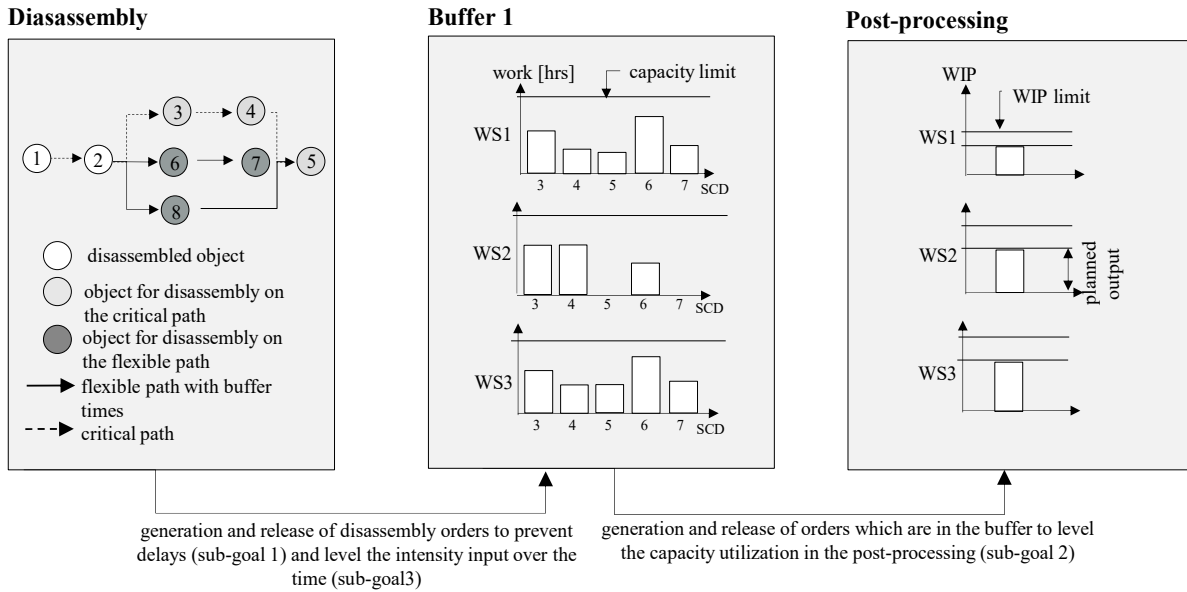 Diasassembly
1
2
3
4
6
7
5
8
disassembled object
object for disassembly on
the critical path
object for disassembly on
the flexible path
flexible path with buffer
times
critical path
Buffer 1
work [hrs]
capacity limit
WS1
3 4 5 6 7 SCD
WS2
3 4 5 6 7 SCD
WS3
3 4 5 6 7 SCD
Post-processing
WIP
WIP limit
WS1
WS2
planned
output
WS3
generation and release of disassembly orders to prevent
delays (sub-goal 1) and level the intensity input over the
time (sub-goal3)
generation and release of orders which are in the buffer to level
the capacity utilization in the post-processing (sub-goal 2)